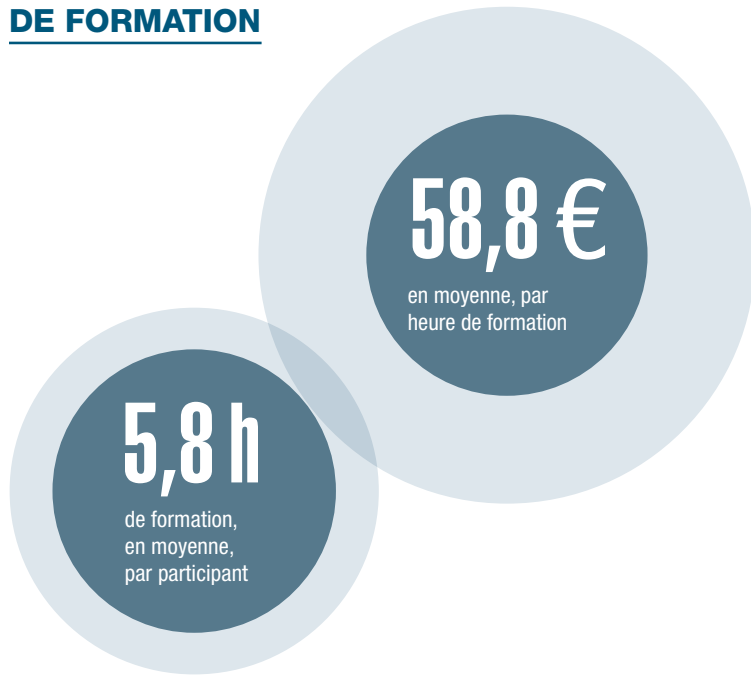 DE FORMATION
58,8 €
en moyenne, par
heure de formation
5,8 h
de formation,
en moyenne,
par participant